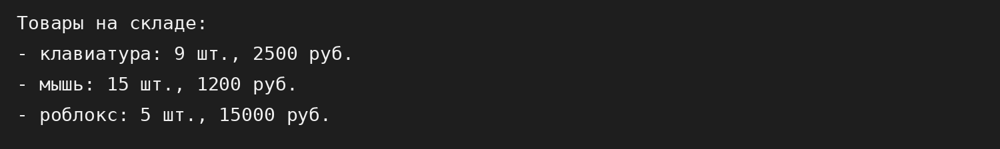 Товары на складе:
- клавиатура: 9 шт., 2500 руб.
- мышь: 15 шт., 1200 руб.
- роблокс: 5 шт., 15000 руб.